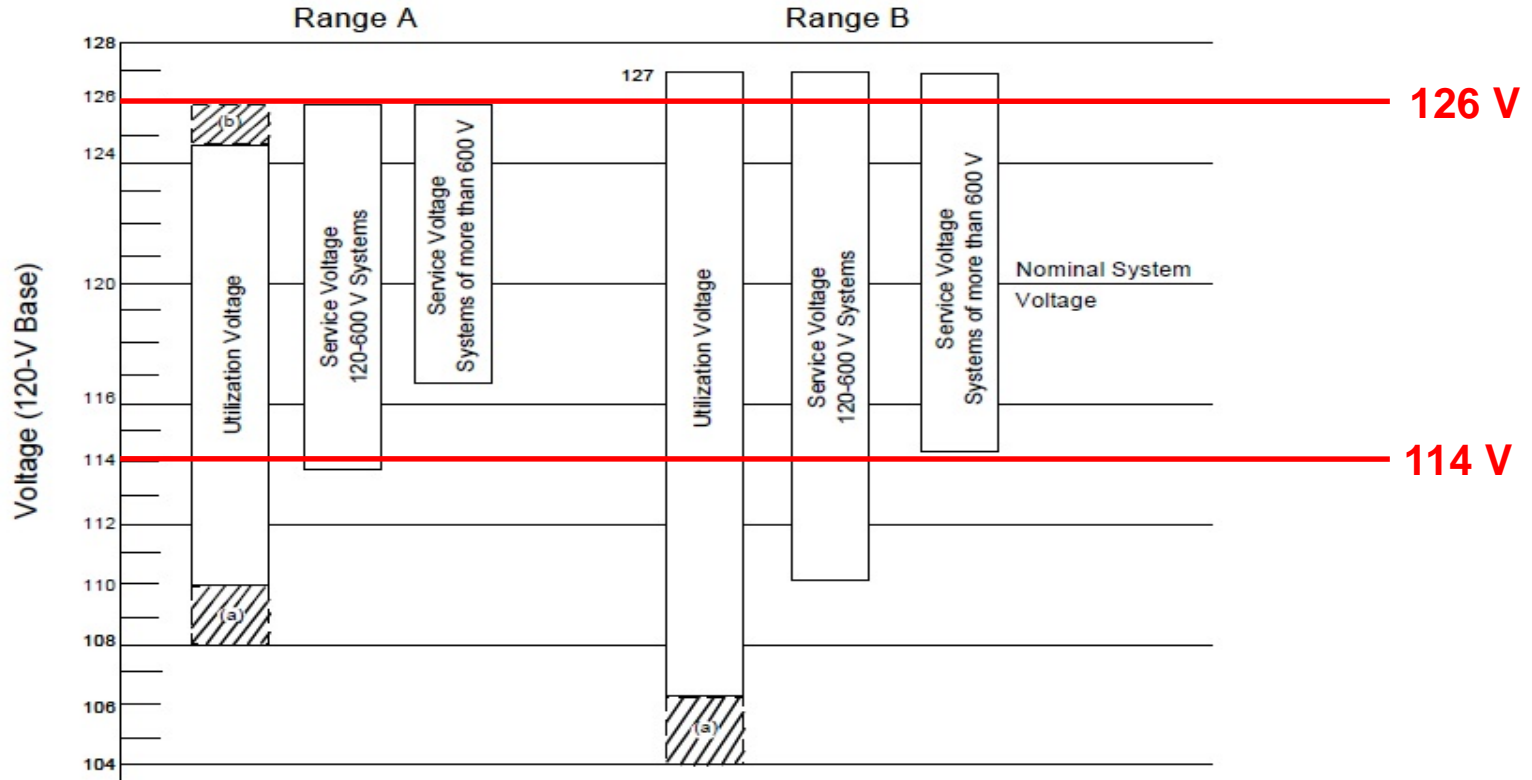 Range A
Range B
128
127
126
126 V
(b)
124
Voltage (120-V Base)
Utilization Voltage
Service Voltage
120-600 V Systems
Service Voltage
Systems of more than 600 V
Utilization Voltage
Service Voltage
120-600 V Systems
Service Voltage
Systems of more than 600 V
Nominal System
Voltage
120
116
114
114 V
112
110
(a)
108
106
(a)
104